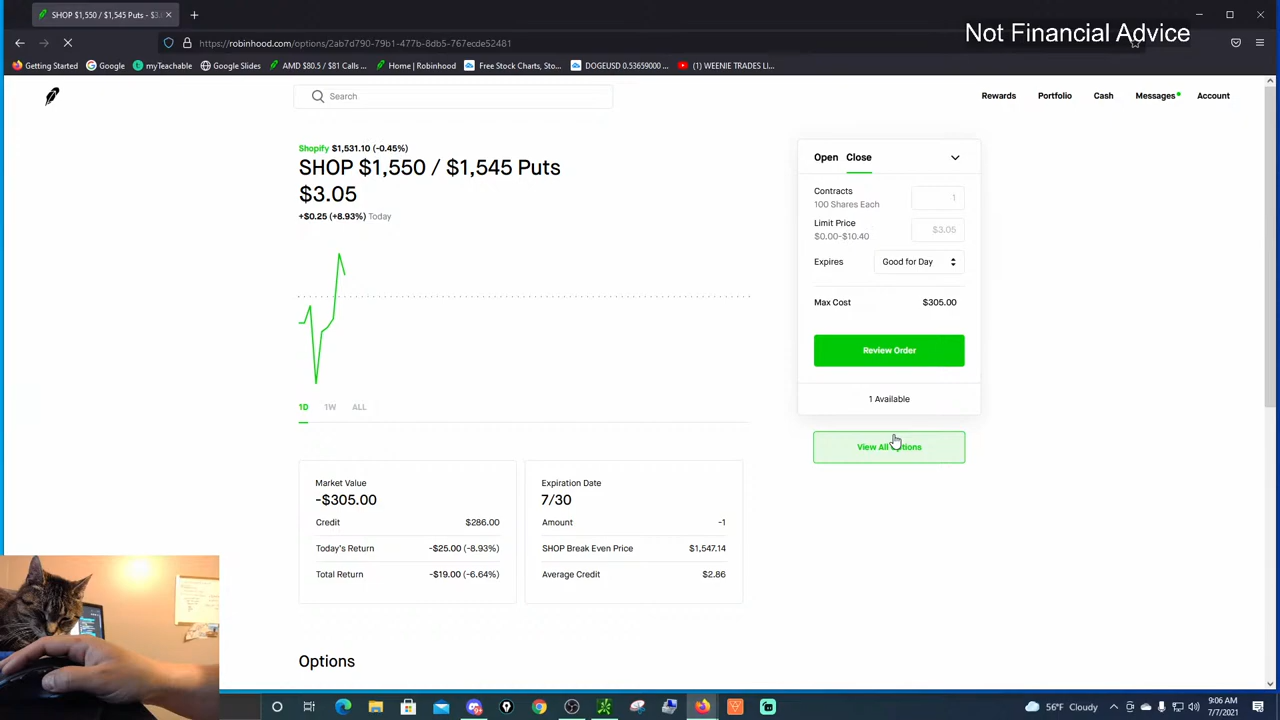 SHOP $1,550 / $1,545 Puts - $3.0
Not Financial Advice
https://robinhood.com/options/2ab7d790-79b1-477b-8db5-767ecde52481
Getting Started
Google
myTeachable
Google Slides
AMD $80.5 / $81 Calls ...
Home | Robinhood
Free Stock Charts, Sto...
DOGEUSD 0.53659000 ...
WEENIE TRADES LI...
Search
Rewards
Portfolio
Cash
Messages
Account
Shopify $1,531.10 (-0.45%)
SHOP $1,550 / $1,545 Puts
$3.05
+$0.25 (+8.93%) Today
1D 1W ALL
Open Close
Contracts 1
100 Shares Each
Limit Price $3.05
$0.00-$10.40
Expires Good for Day
Max Cost $305.00
Review Order
1 Available
View All
Market Value
-$305.00
Credit $286.00
Today's Return -$25.00 (-8.93%)
Total Return -$19.00 (-6.64%)
Expiration Date
7/30
Amount -1
SHOP Break Even Price $1,547.14
Average Credit $2.86
Options
56°F Cloudy
9:06 AM
7/7/2021